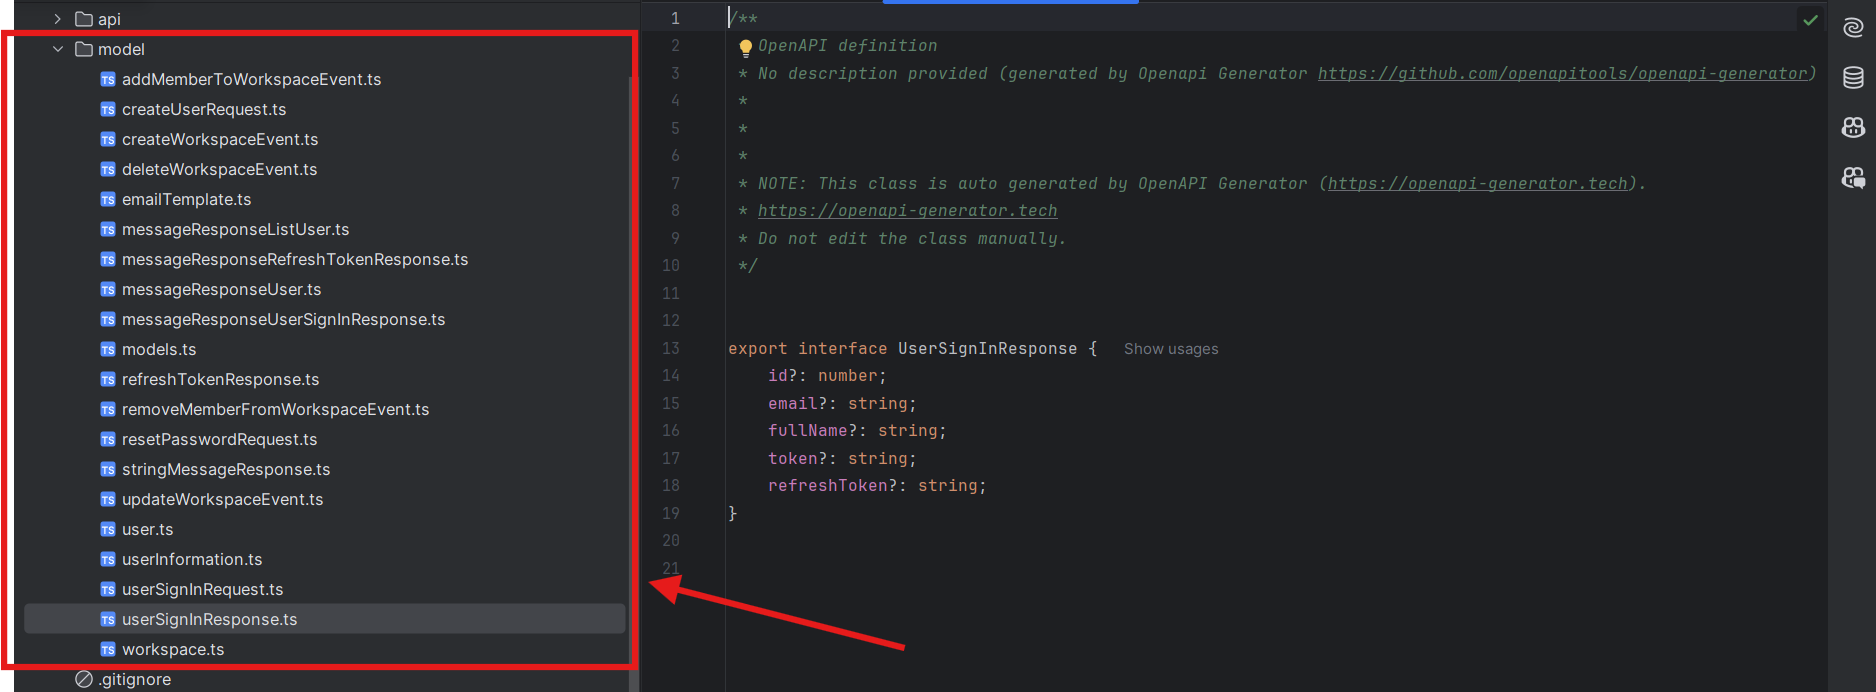 api
model
TS addMemberToWorkspaceEvent.ts
TS createUserRequest.ts
TS createWorkspaceEvent.ts
TS deleteWorkspaceEvent.ts
TS emailTemplate.ts
TS messageResponseListUser.ts
TS messageResponseRefreshTokenResponse.ts
TS messageResponseUser.ts
TS messageResponseUserSignInResponse.ts
TS models.ts
TS refreshTokenResponse.ts
TS removeMemberFromWorkspaceEvent.ts
TS resetPasswordRequest.ts
TS stringMessageResponse.ts
TS updateWorkspaceEvent.ts
TS user.ts
TS userInformation.ts
TS userSignInRequest.ts
TS userSignInResponse.ts
TS workspace.ts
.gitignore
1 /**
2 OpenAPI definition
3 * No description provided (generated by Openapi Generator https://github.com/openapitools/openapi-generator)
4 *
5 *
6 *
7 * NOTE: This class is auto generated by OpenAPI Generator (https://openapi-generator.tech).
8 * https://openapi-generator.tech
9 * Do not edit the class manually.
10 */
11
12
13 export interface UserSignInResponse { Show usages
14 id?: number;
15 email?: string;
16 fullName?: string;
17 token?: string;
18 refreshToken?: string;
19 }
20
21